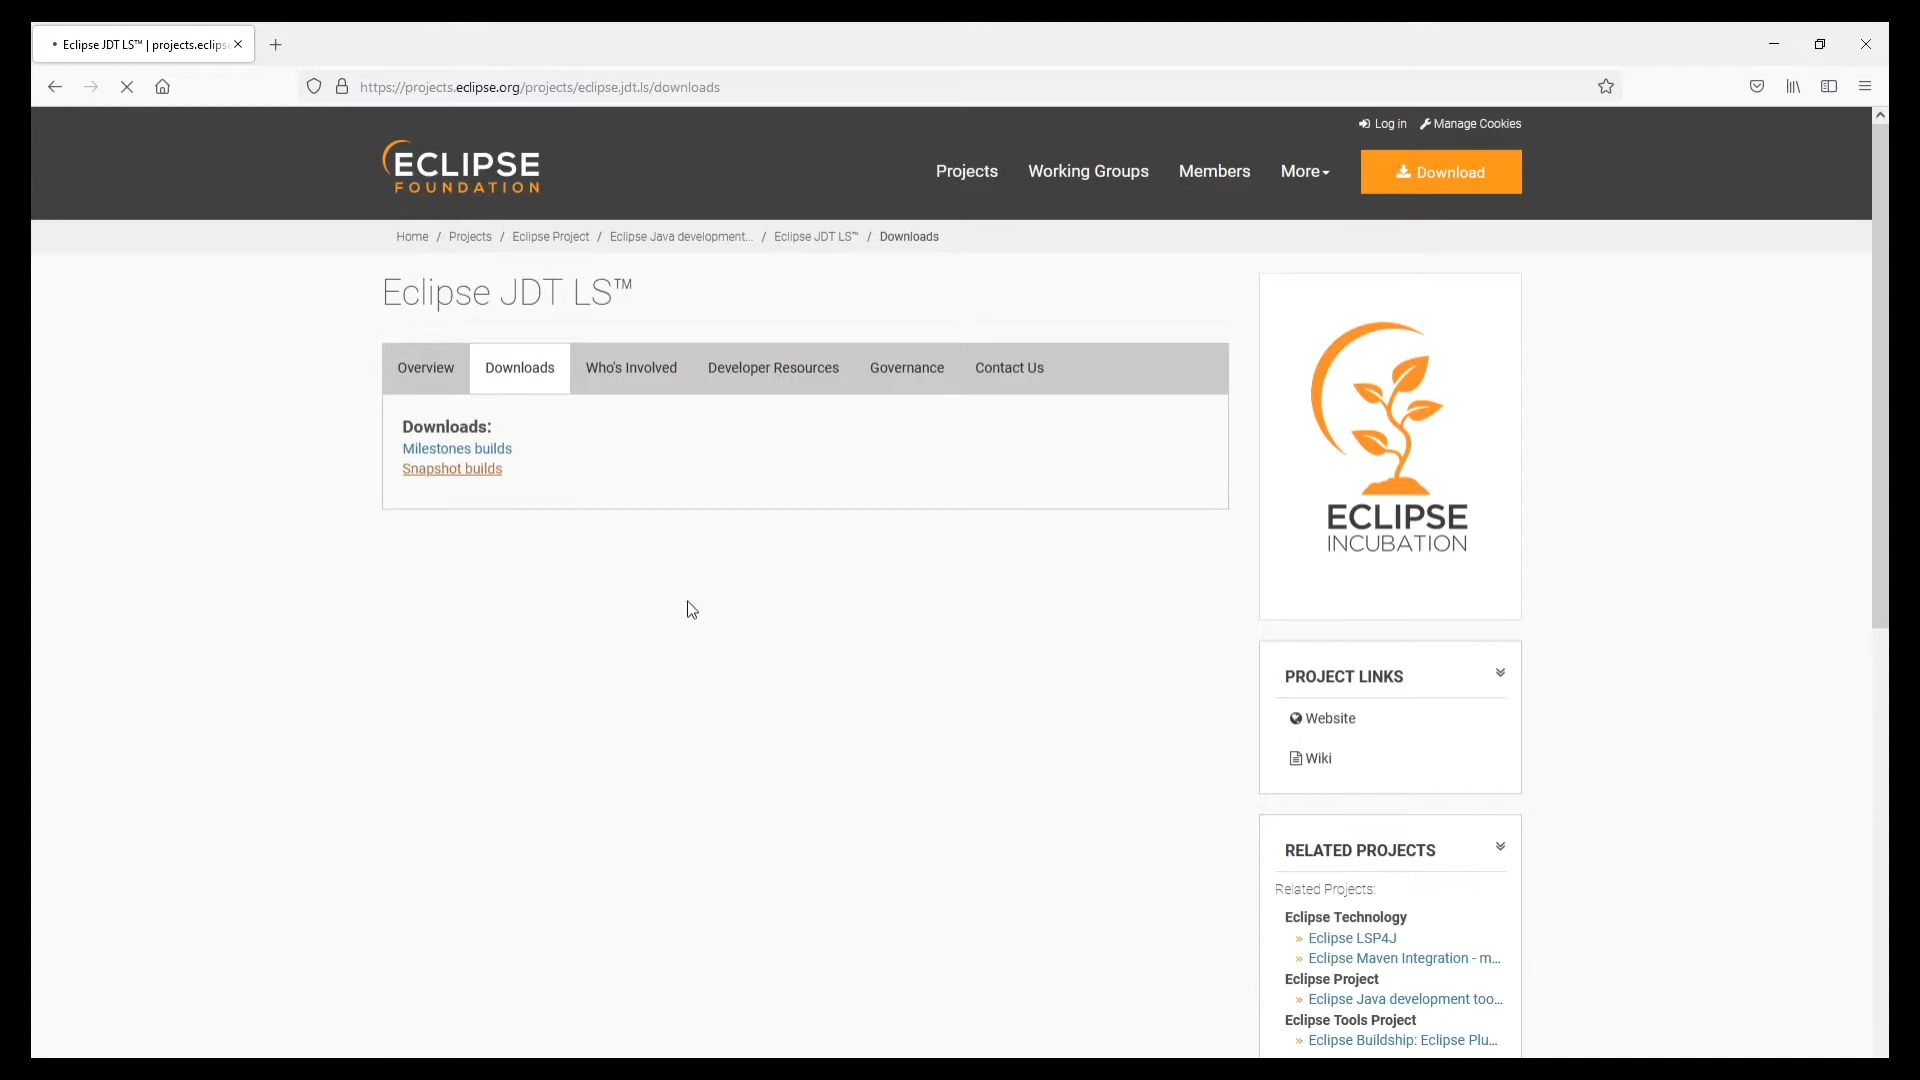 Eclipse JDT LS™ | projects.eclips
https://projects.eclipse.org/projects/eclipse.jdt.ls/downloads
Log in Manage Cookies
ECLIPSE
FOUNDATION
Projects Working Groups Members More Download
Home / Projects / Eclipse Project / Eclipse Java development... / Eclipse JDT LS™ / Downloads
Eclipse JDT LS™
Overview Downloads Who's Involved Developer Resources Governance Contact Us
Downloads:
Milestones builds
Snapshot builds
ECLIPSE
INCUBATION
PROJECT LINKS
Website
Wiki
RELATED PROJECTS
Related Projects:
Eclipse Technology
» Eclipse LSP4J
» Eclipse Maven Integration - m...
Eclipse Project
» Eclipse Java development too...
Eclipse Tools Project
» Eclipse Buildship: Eclipse Plu...